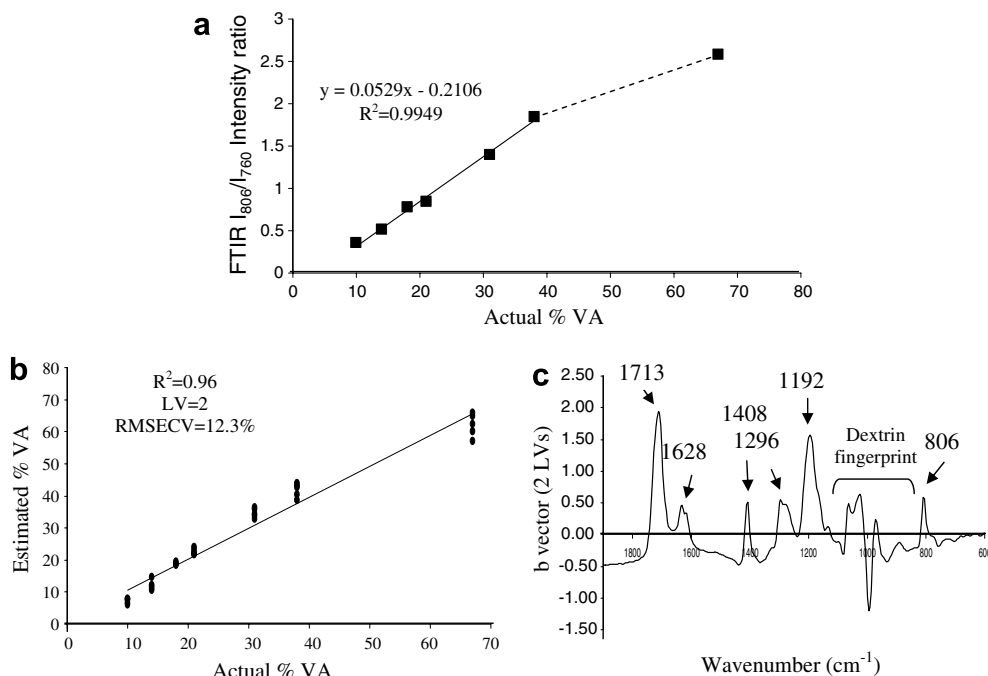 a
3
2.5
2
1.5
1
0.5
0
FTIR I806/I760 Intensity ratio
y = 0.0529x - 0.2106
R²=0.9949
0 10 20 30 40 50 60 70 80
Actual % VA
b
80
70
60
50
40
30
20
10
0
Estimated % VA
R²=0.96
LV=2
RMSECV=12.3%
0 10 20 30 40 50 60 70
Actual % VA
c
2.50
2.00
1.50
1.00
0.50
0.00
-0.50
-1.00
-1.50
b vector (2 LVs)
1713
1628
1408
1296
1192
Dextrin
fingerprint
806
1800 1600 1400 1200 1000 800 600
Wavenumber (cm⁻¹)